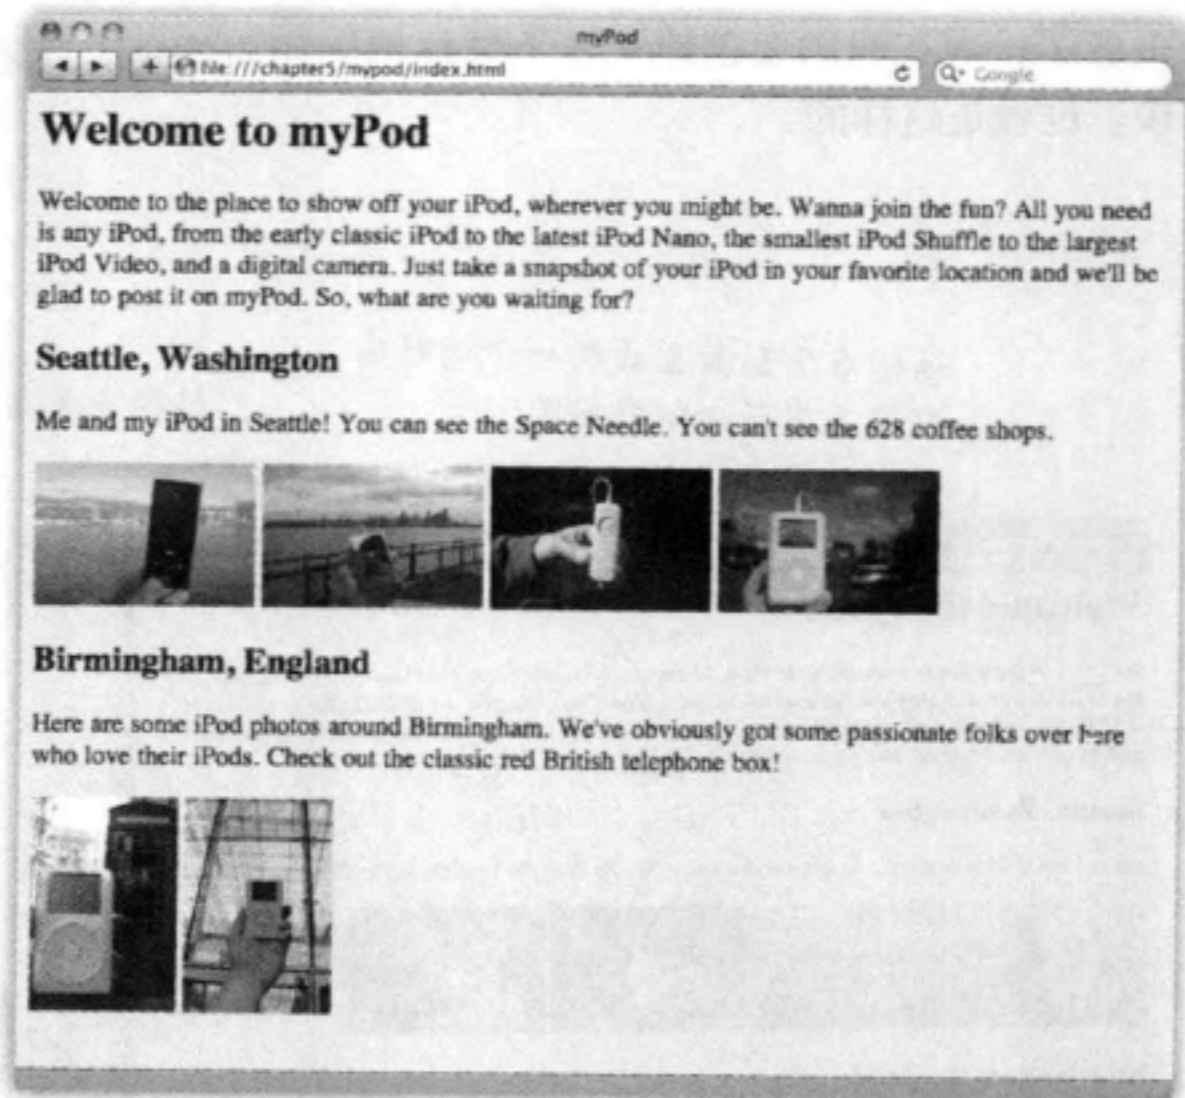 myPod
file:///chapter5/mypod/index.html
Google
Welcome to myPod
Welcome to the place to show off your iPod, wherever you might be. Wanna join the fun? All you need
is any iPod, from the early classic iPod to the latest iPod Nano, the smallest iPod Shuffle to the largest
iPod Video, and a digital camera. Just take a snapshot of your iPod in your favorite location and we'll be
glad to post it on myPod. So, what are you waiting for?
Seattle, Washington
Me and my iPod in Seattle! You can see the Space Needle. You can't see the 628 coffee shops.
Birmingham, England
Here are some iPod photos around Birmingham. We've obviously got some passionate folks over here
who love their iPods. Check out the classic red British telephone box!